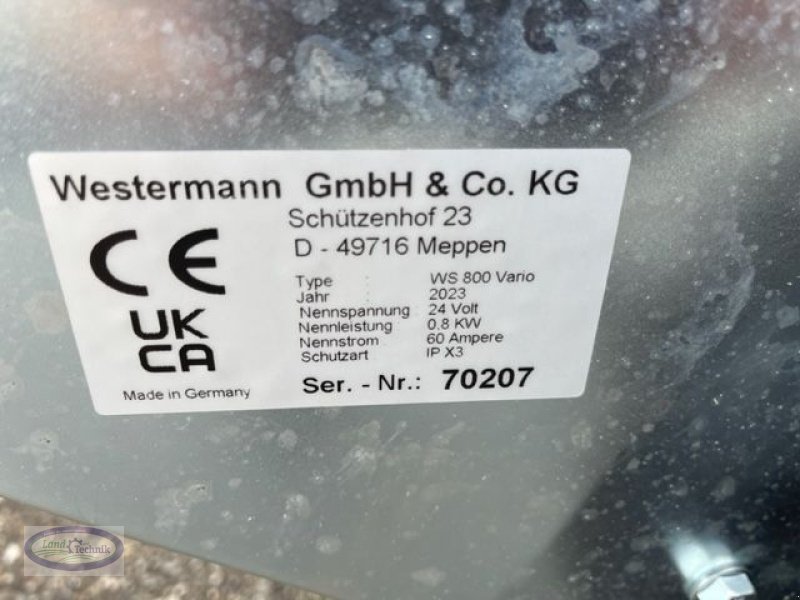 Westermann GmbH & Co. KG
Schützenhof 23
D - 49716 Meppen
CE
UK
CA
Type : WS 800 Vario
Jahr : 2023
Nennspannung : 24 Volt
Nennleistung : 0,8 KW
Nennstrom : 60 Ampere
Schutzart : IP X3
Made in Germany
Ser. - Nr.: 70207
Land
Technik